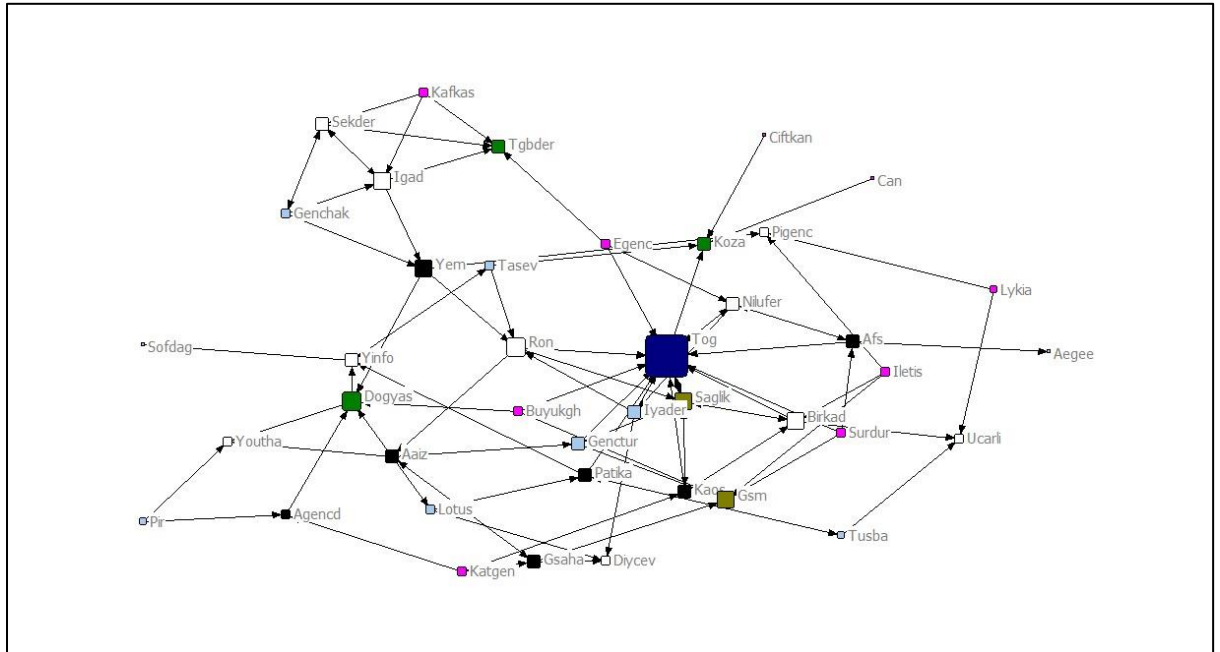 Kafkas
Sekder
Ciftkan
Tgbder
Igad
Can
Genchak
Pigenc
Egenc
Koza
Yem
Tasev
Lykia
Nilufer
Tog
Afs
Ron
Sofdag
Aegee
Yinfo
Iletis
Saglik
Dogyas
Buyukgh
Iyader
Birkad
Surdur
Ucarli
Youtha
Genctur
Aaiz
Patika
Kaos
Gsm
Lotus
Pir
Agencd
Tusba
Gsaha
Diycev
Katgen